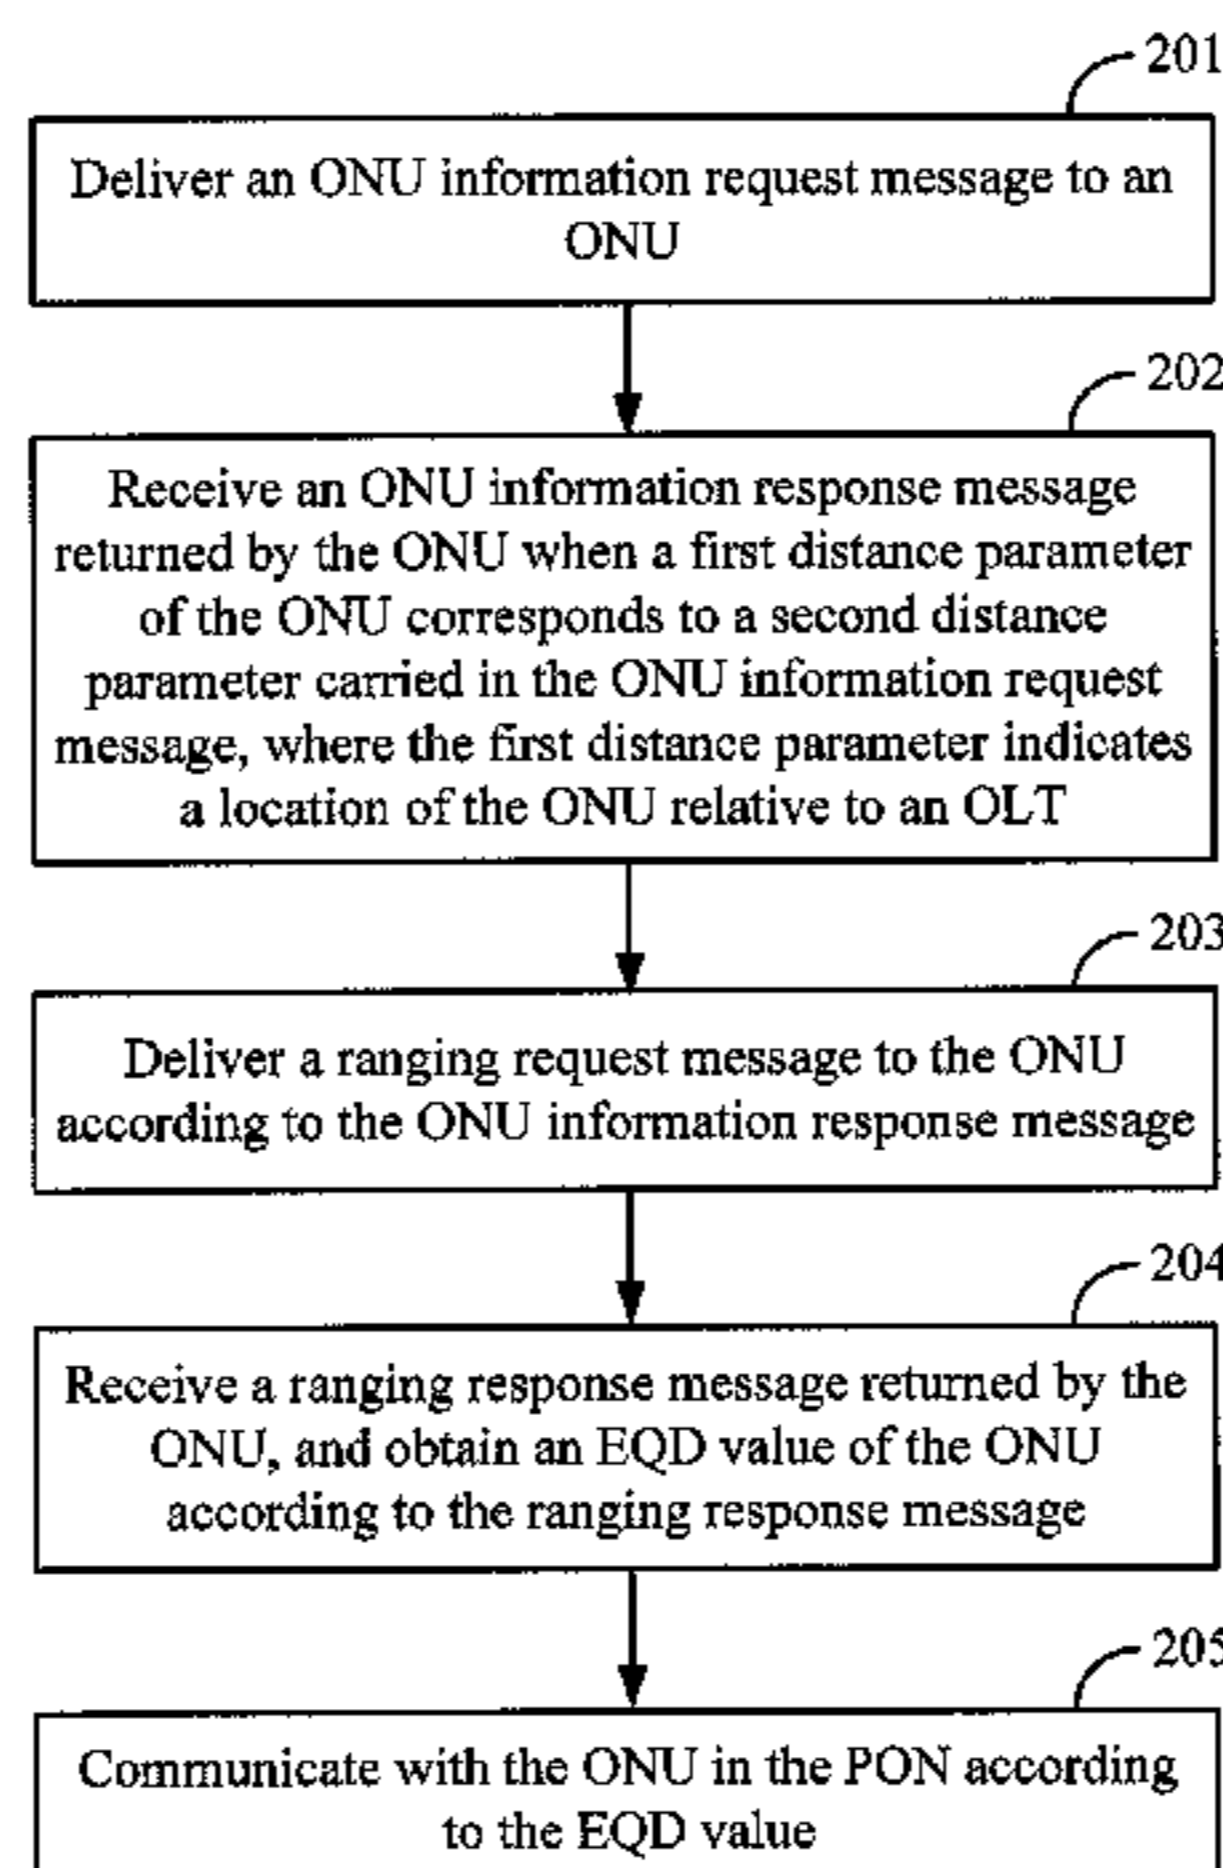 201
Deliver an ONU information request message to an
ONU
202
Receive an ONU information response message
returned by the ONU when a first distance parameter
of the ONU corresponds to a second distance
parameter carried in the ONU information request
message, where the first distance parameter indicates
a location of the ONU relative to an OLT
203
Deliver a ranging request message to the ONU
according to the ONU information response message
204
Receive a ranging response message returned by the
ONU, and obtain an EQD value of the ONU
according to the ranging response message
205
Communicate with the ONU in the PON according
to the EQD value